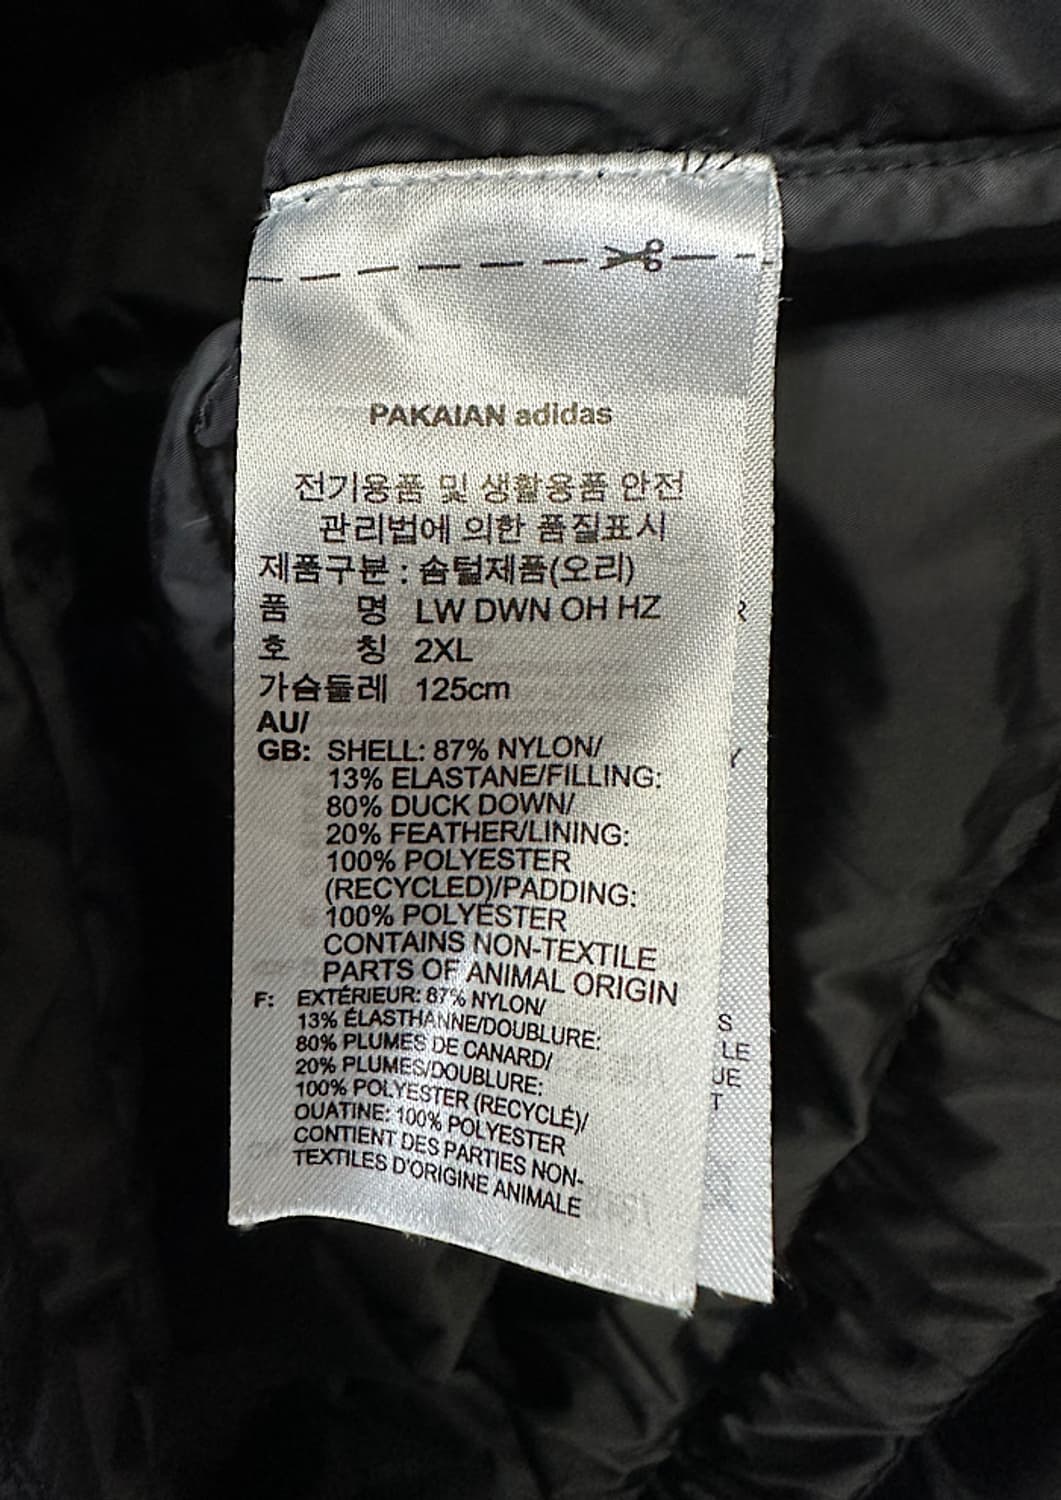 PAKAIAN adidas
전기용품 및 생활용품 안전
관리법에 의한 품질표시
제품구분 : 솜털제품(오리)
품 명 LW DWN OH HZ
호 칭 2XL
가슴둘레 125cm
AU/
GB: SHELL: 87% NYLON/
13% ELASTANE/FILLING:
80% DUCK DOWN/
20% FEATHER/LINING:
100% POLYESTER
(RECYCLED)/PADDING:
100% POLYESTER
CONTAINS NON-TEXTILE
PARTS OF ANIMAL ORIGIN
F: EXTÉRIEUR: 87% NYLON/
13% ÉLASTHANNE/DOUBLURE:
80% PLUMES DE CANARD/
20% PLUMES/DOUBLURE:
100% POLYESTER (RECYCLÉ)/
OUATINE: 100% POLYESTER
CONTIENT DES PARTIES NON-
TEXTILES D'ORIGINE ANIMALE
R
Y
S
LE
UE
T